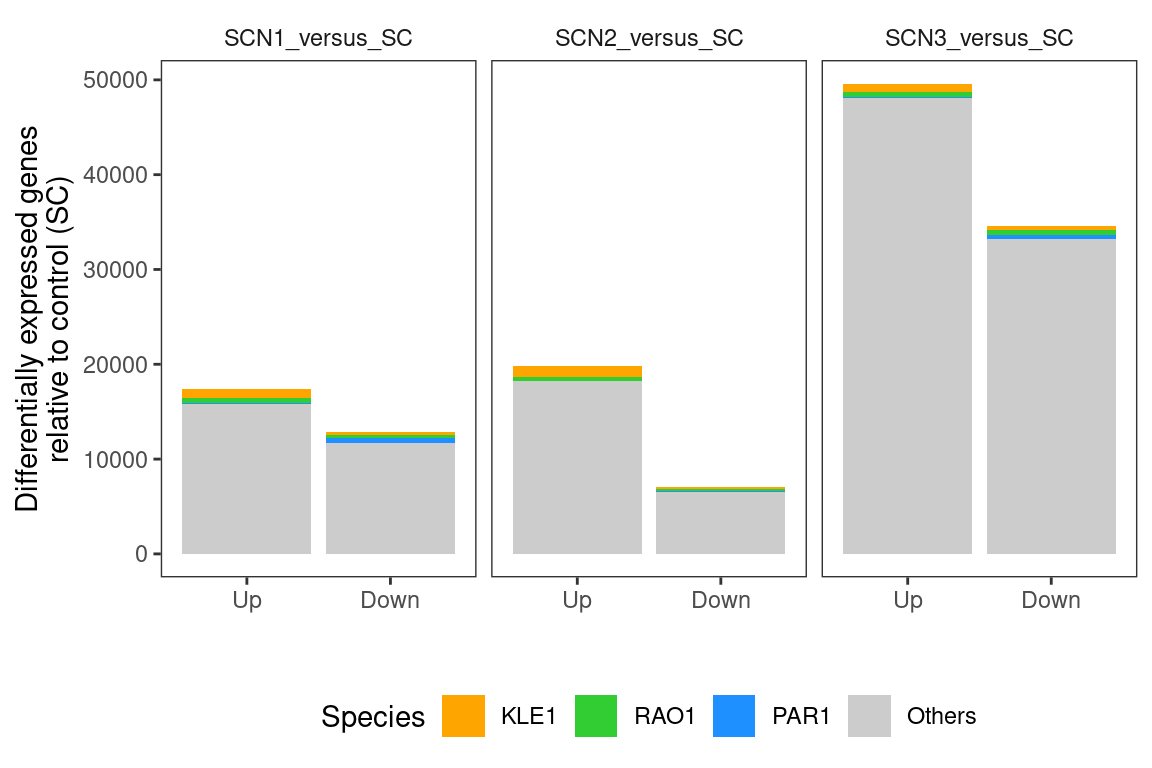 SCN1_versus_SC SCN2_versus_SC SCN3_versus_SC
Differentially expressed genes
relative to control (SC)
50000
40000
30000
20000
10000
0
Up Down Up Down Up Down
Species KLE1 RAO1 PAR1 Others